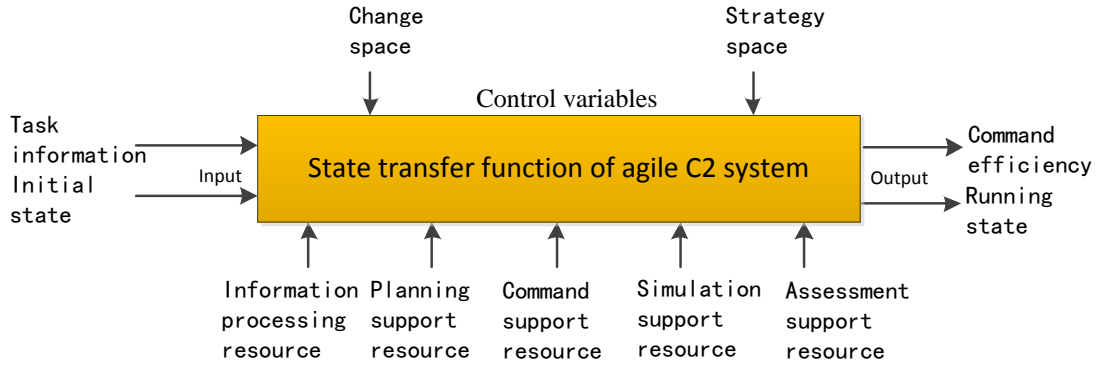 Change
space
Strategy
space
Control variables
Task
information
Initial
state
Input
State transfer function of agile C2 system
Output
Command
efficiency
Running
state
Information
processing
resource
Planning
support
resource
Command
support
resource
Simulation
support
resource
Assessment
support
resource